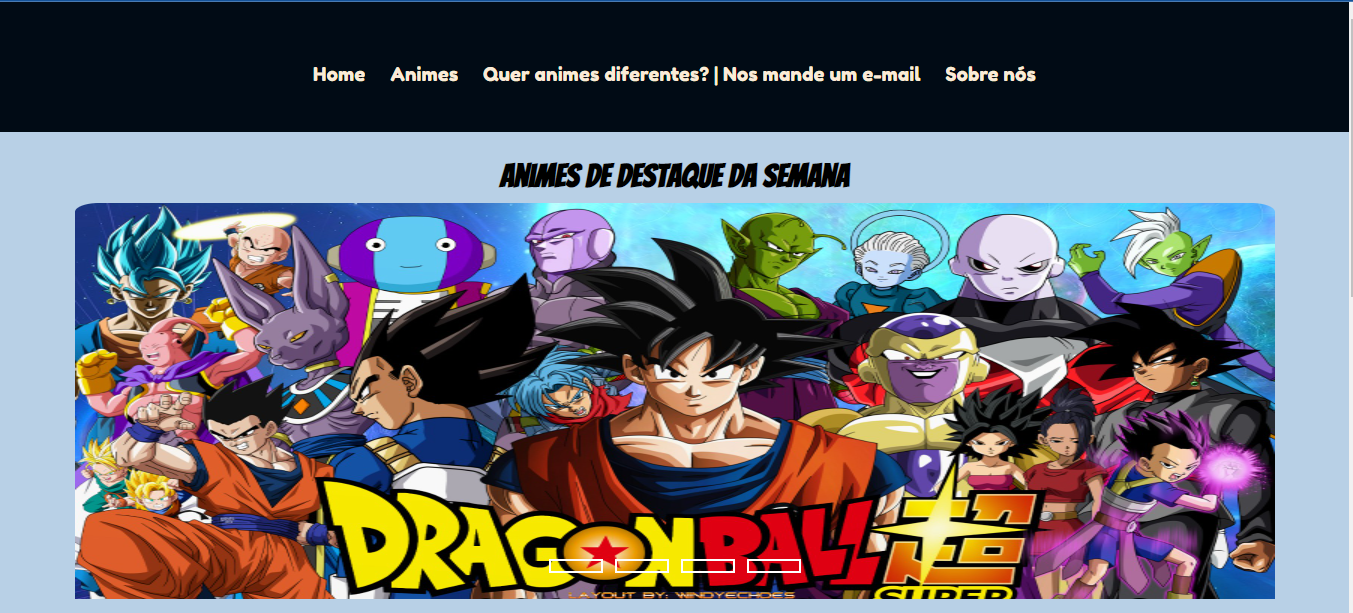 Home Animes Quer animes diferentes? | Nos mande um e-mail Sobre nós
ANIMES DE DESTAQUE DA SEMANA
DRAGON BALL 超
SUPER
LAYOUT BY: WINDYECHOES